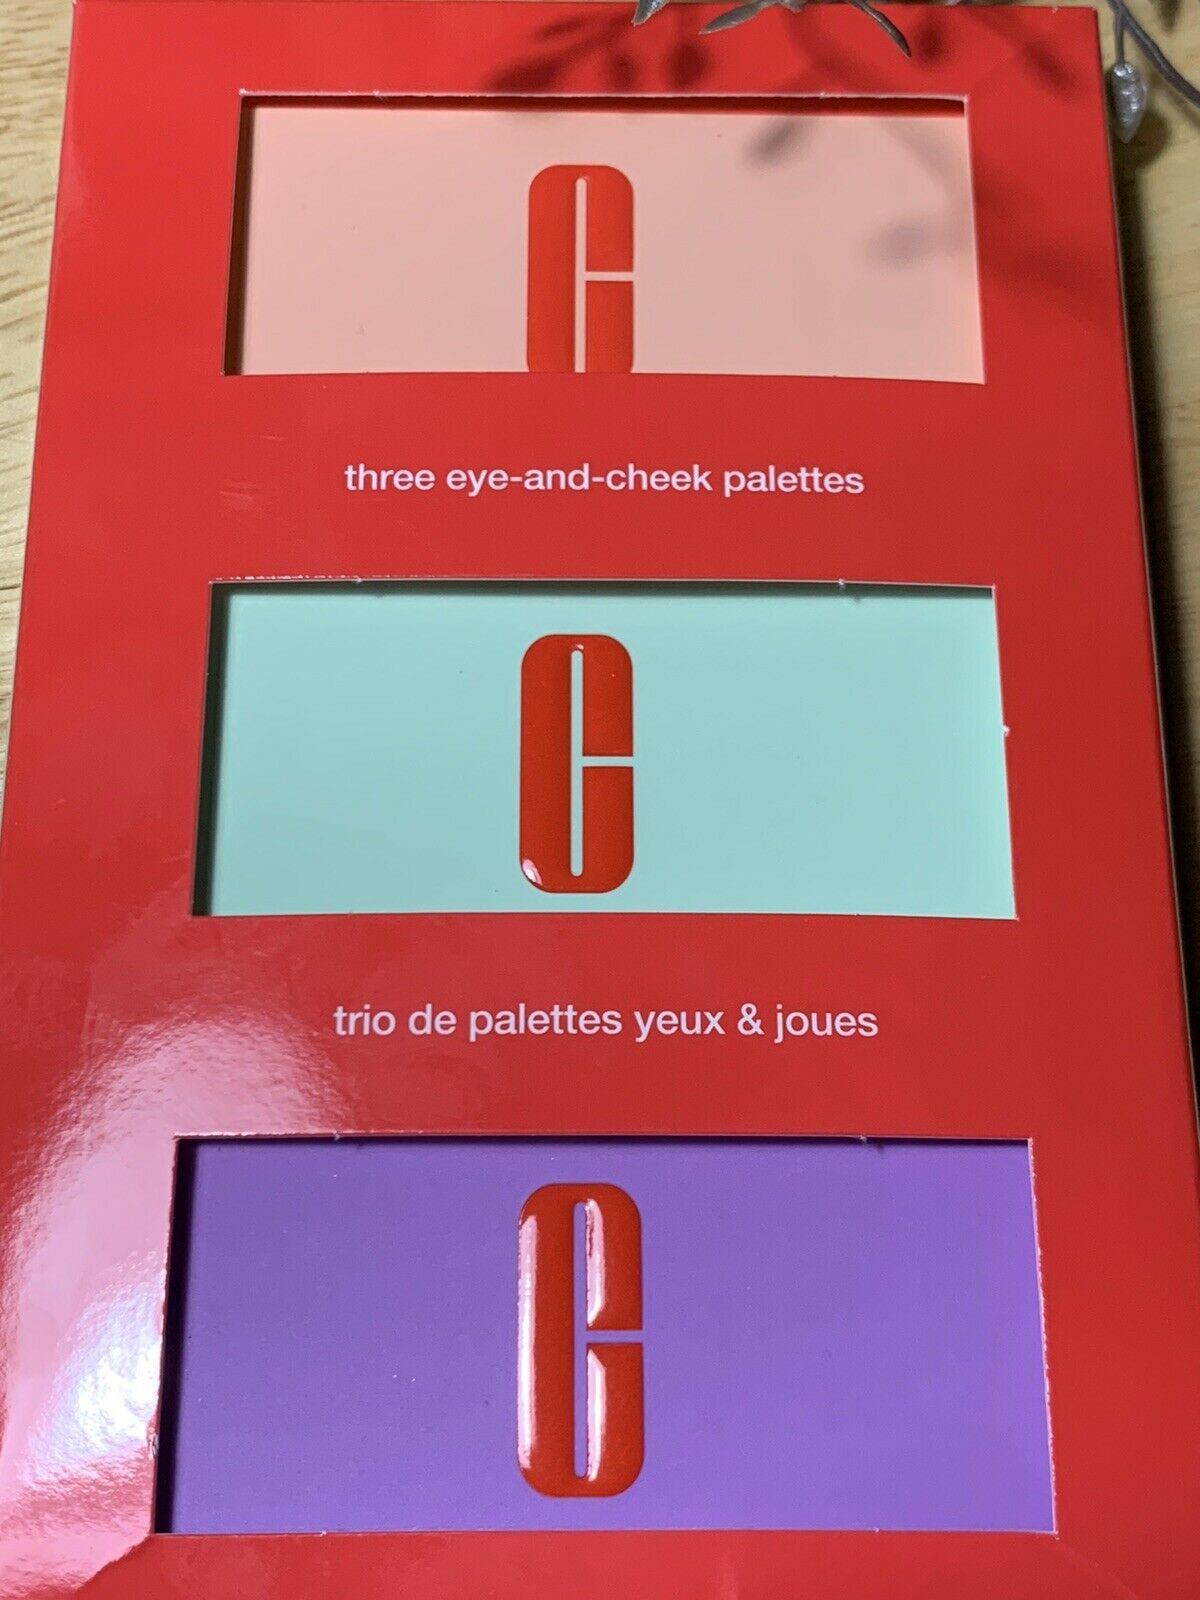 C
three eye-and-cheek palettes
C
trio de palettes yeux & joues
C